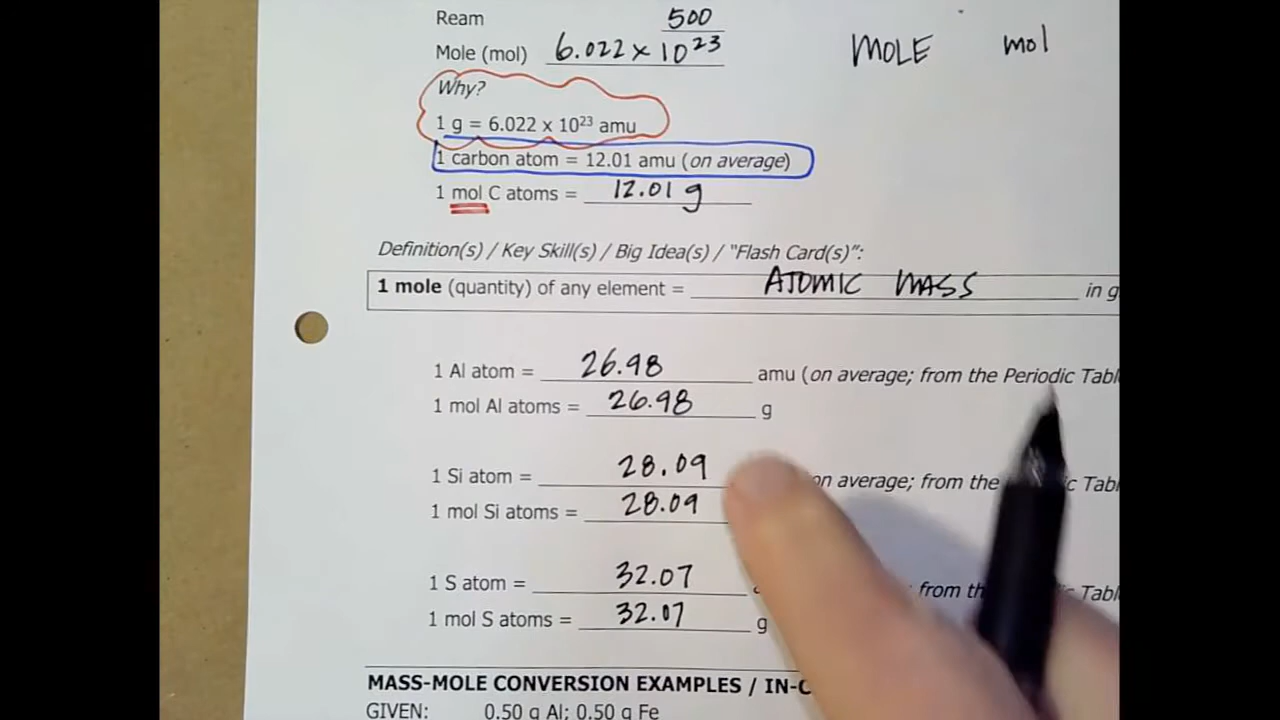 Ream 500
Mole (mol) 6.022 x 10²³ MOLE mol
Why?
1 g = 6.022 x 10²³ amu
1 carbon atom = 12.01 amu (on average)
1 mol C atoms = 12.01 g
Definition(s) / Key Skill(s) / Big Idea(s) / “Flash Card(s)”:
1 mole (quantity) of any element = ATOMIC MASS in g
1 Al atom = 26.98 amu (on average; from the Periodic Tabl
1 mol Al atoms = 26.98 g
1 Si atom = 28.09 on average; from the c Tabl
1 mol Si atoms = 28.09
1 S atom = 32.07 from th Tabl
1 mol S atoms = 32.07 g
MASS-MOLE CONVERSION EXAMPLES / IN-C
GIVEN: 0.50 g Al; 0.50 g Fe